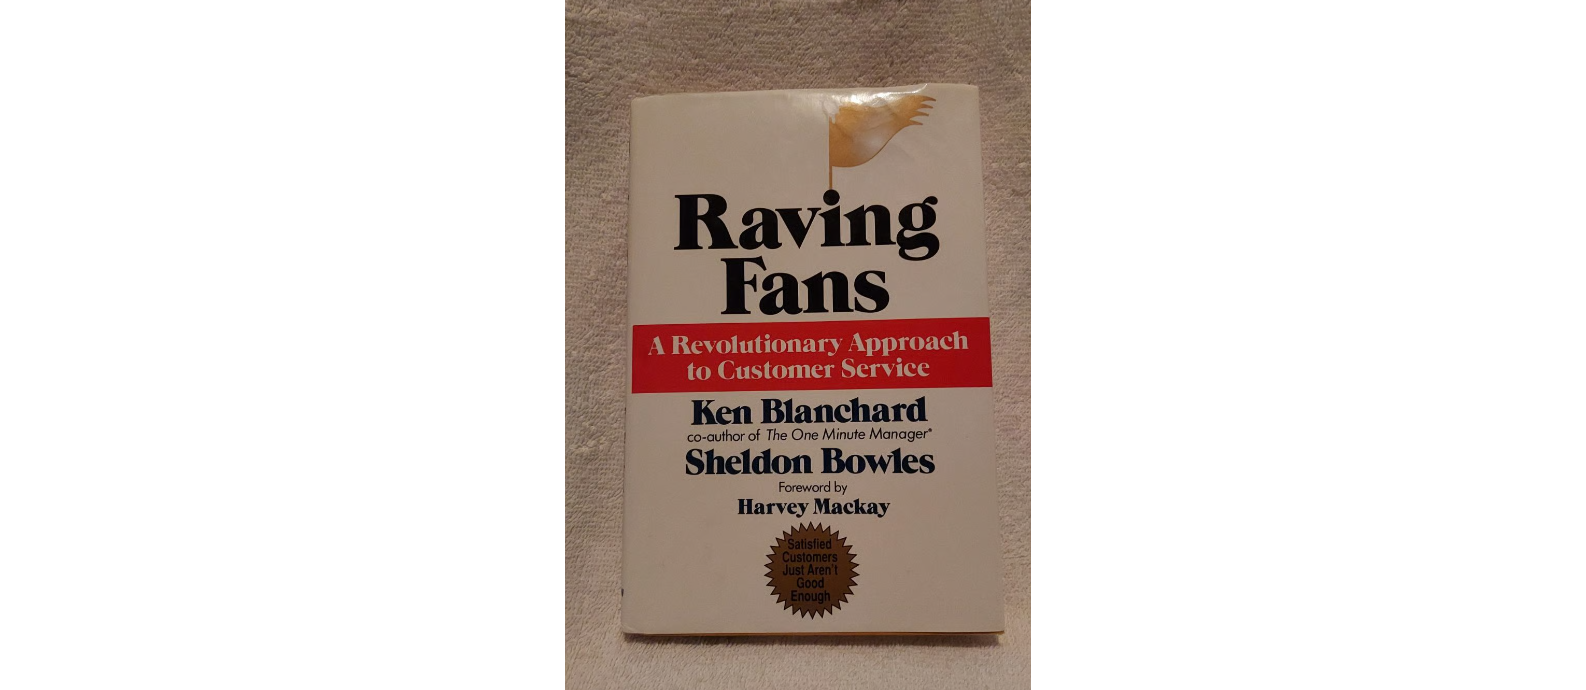 Raving
Fans
A Revolutionary Approach
to Customer Service
Ken Blanchard
co-author of The One Minute Manager®
Sheldon Bowles
Foreword by
Harvey Mackay
Satisfied
Customers
Just Aren't
Good
Enough